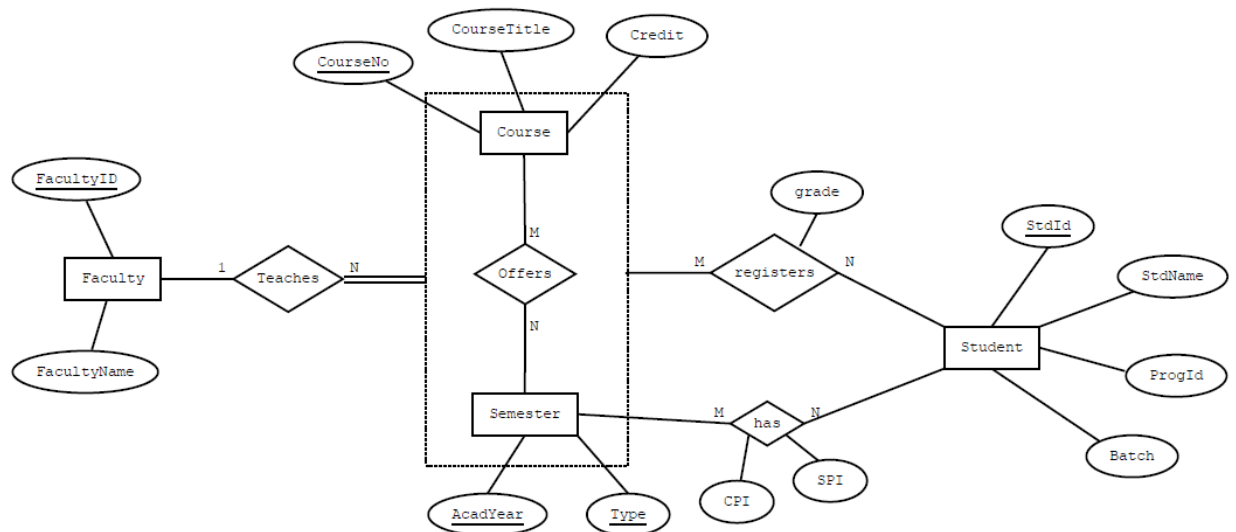 CourseTitle
Credit
CourseNo
Course
FacultyID
grade
StdId
M
Faculty
1
Teaches
N
Offers
M
registers
N
StdName
N
Student
FacultyName
ProgId
Semester
M
has
N
Batch
SPI
CPI
AcadYear
Type